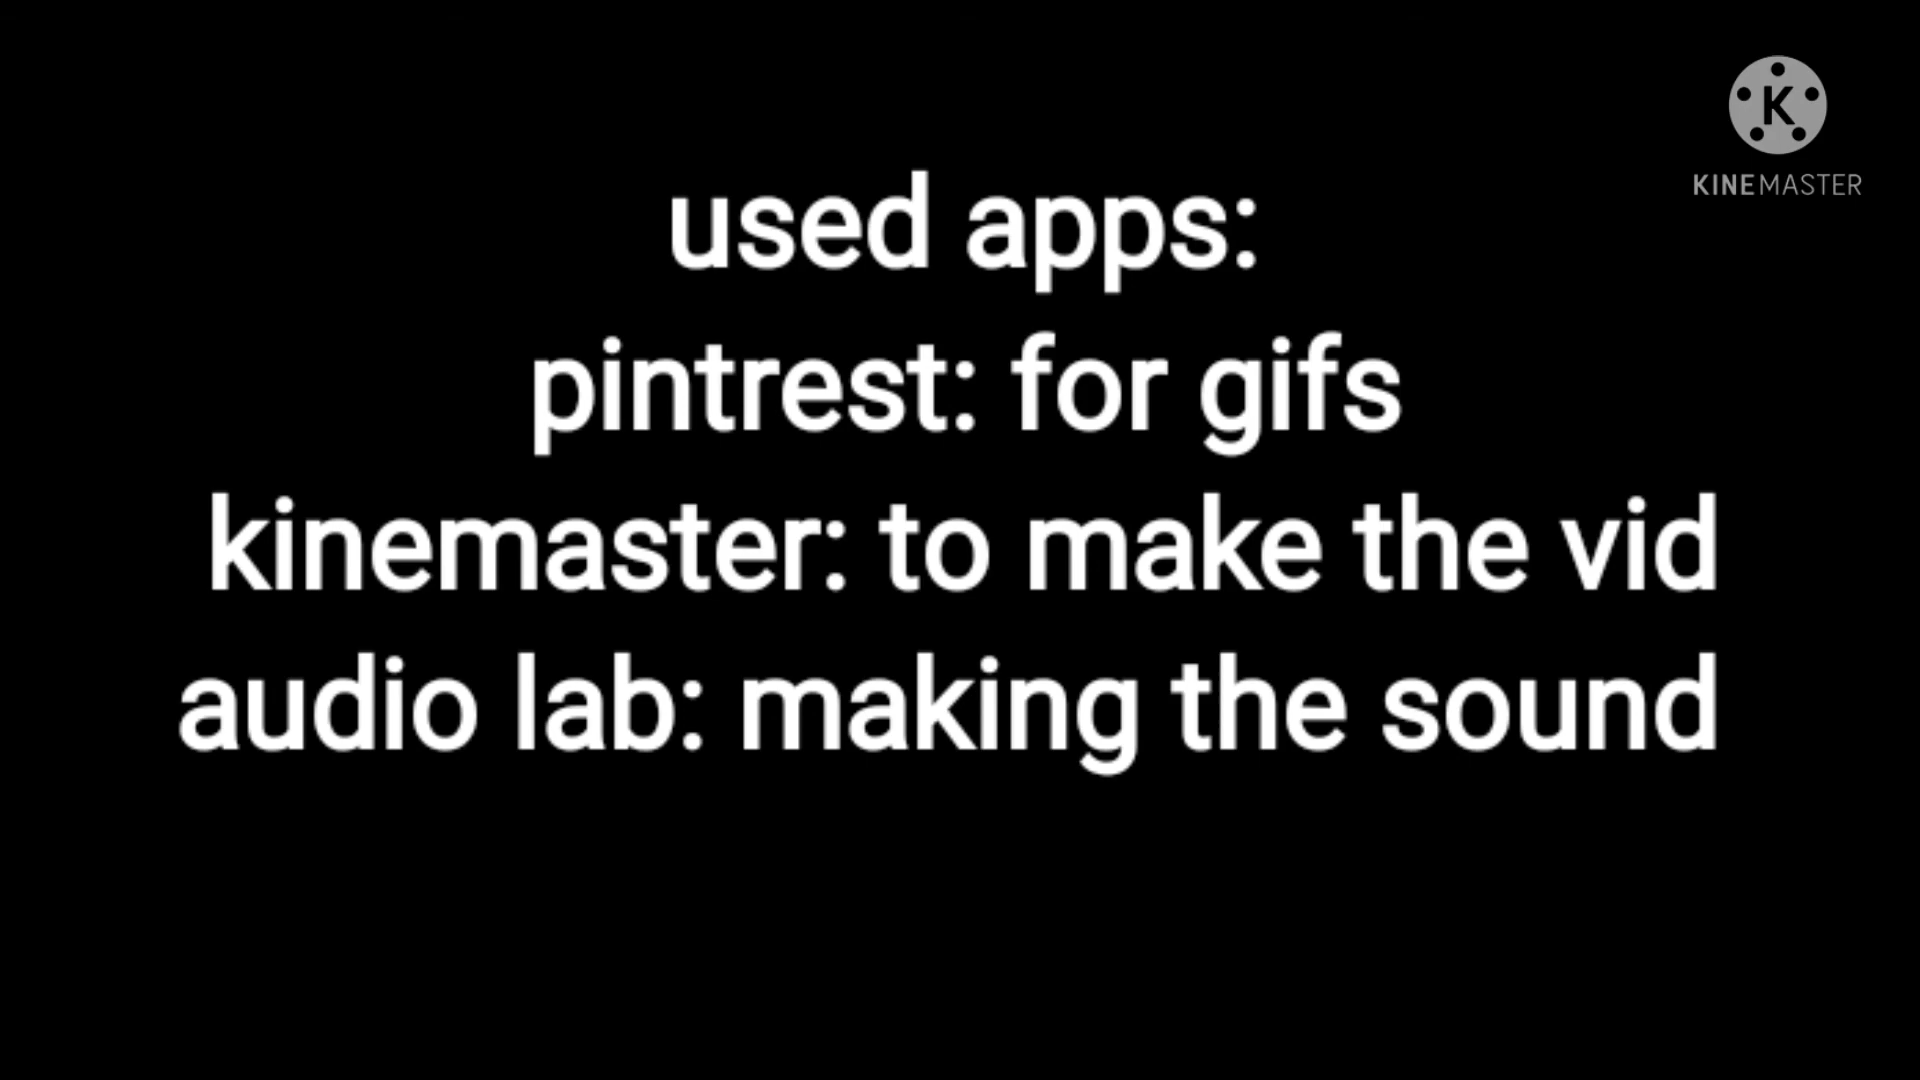 K
KINEMASTER
used apps:
pintrest: for gifs
kinemaster: to make the vid
audio lab: making the sound